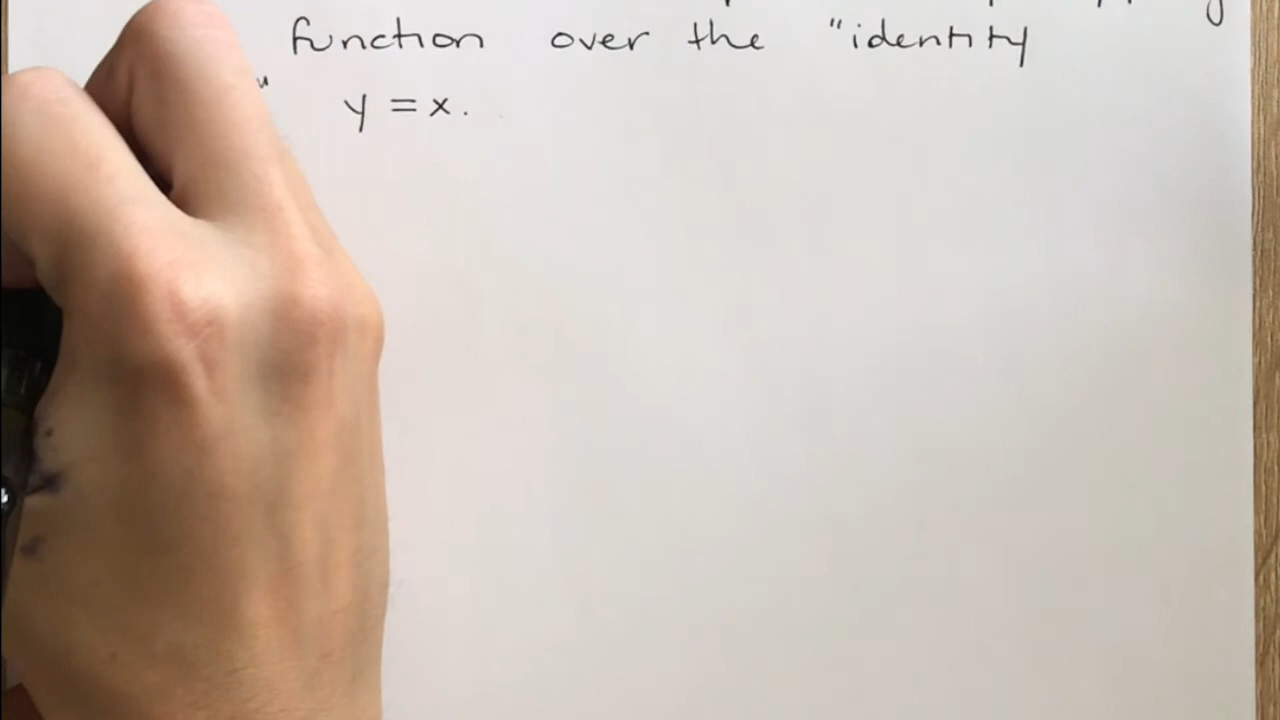 function over the "identity
" y = x.